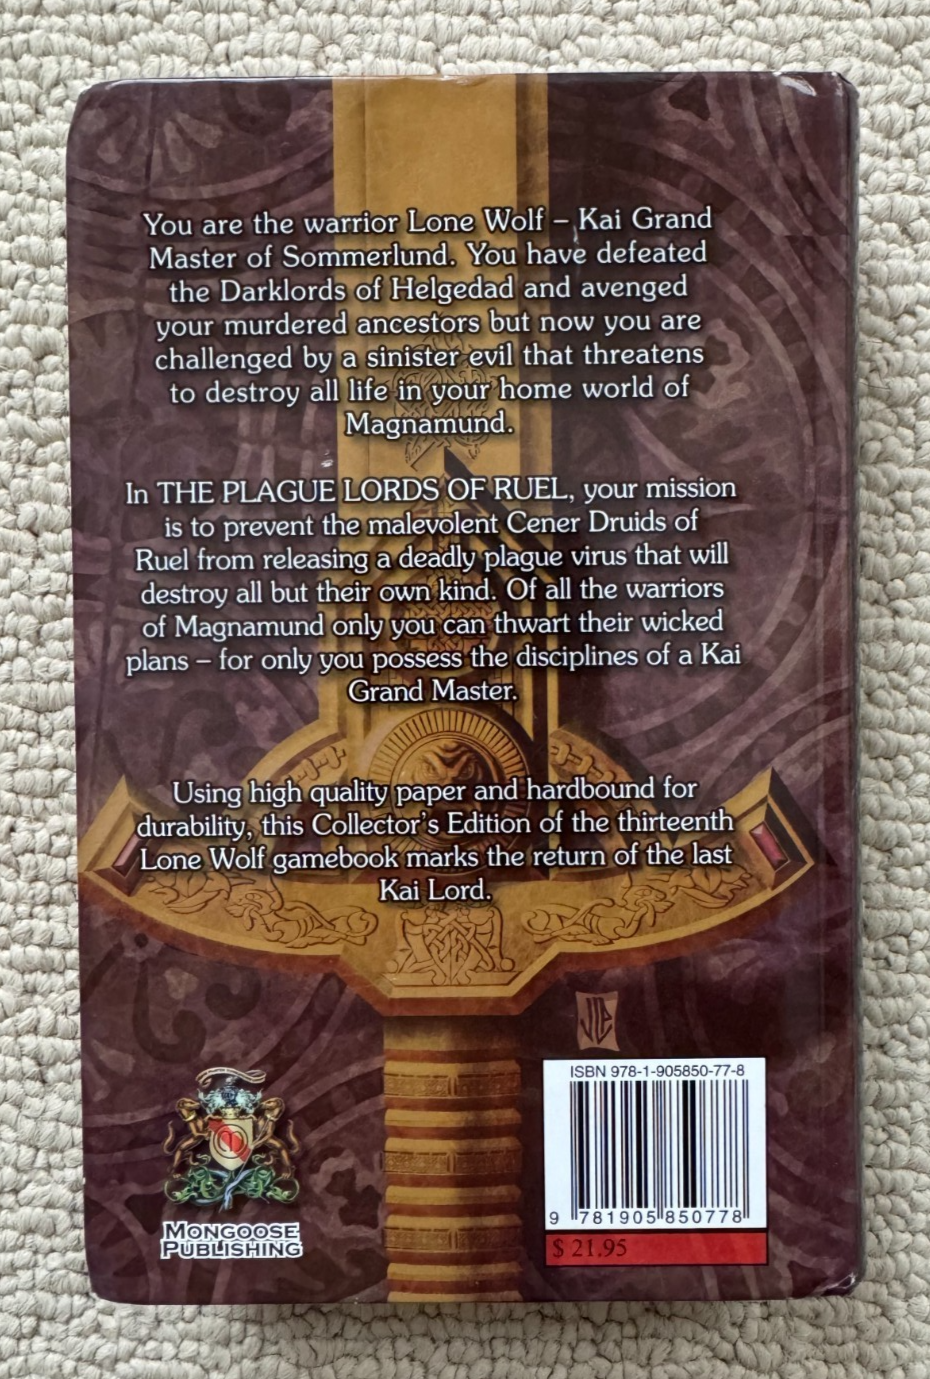 You are the warrior Lone Wolf – Kai Grand
Master of Sommerlund. You have defeated
the Darklords of Helgedad and avenged
your murdered ancestors but now you are
challenged by a sinister evil that threatens
to destroy all life in your home world of
Magnamund.
In THE PLAGUE LORDS OF RUEL, your mission
is to prevent the malevolent Cener Druids of
Ruel from releasing a deadly plague virus that will
destroy all but their own kind. Of all the warriors
of Magnamund only you can thwart their wicked
plans – for only you possess the disciplines of a Kai
Grand Master.
Using high quality paper and hardbound for
durability, this Collector's Edition of the thirteenth
Lone Wolf gamebook marks the return of the last
Kai Lord.
ISBN 978-1-905850-77-8
9 781905 850778
$ 21.95
MONGOOSE
PUBLISHING